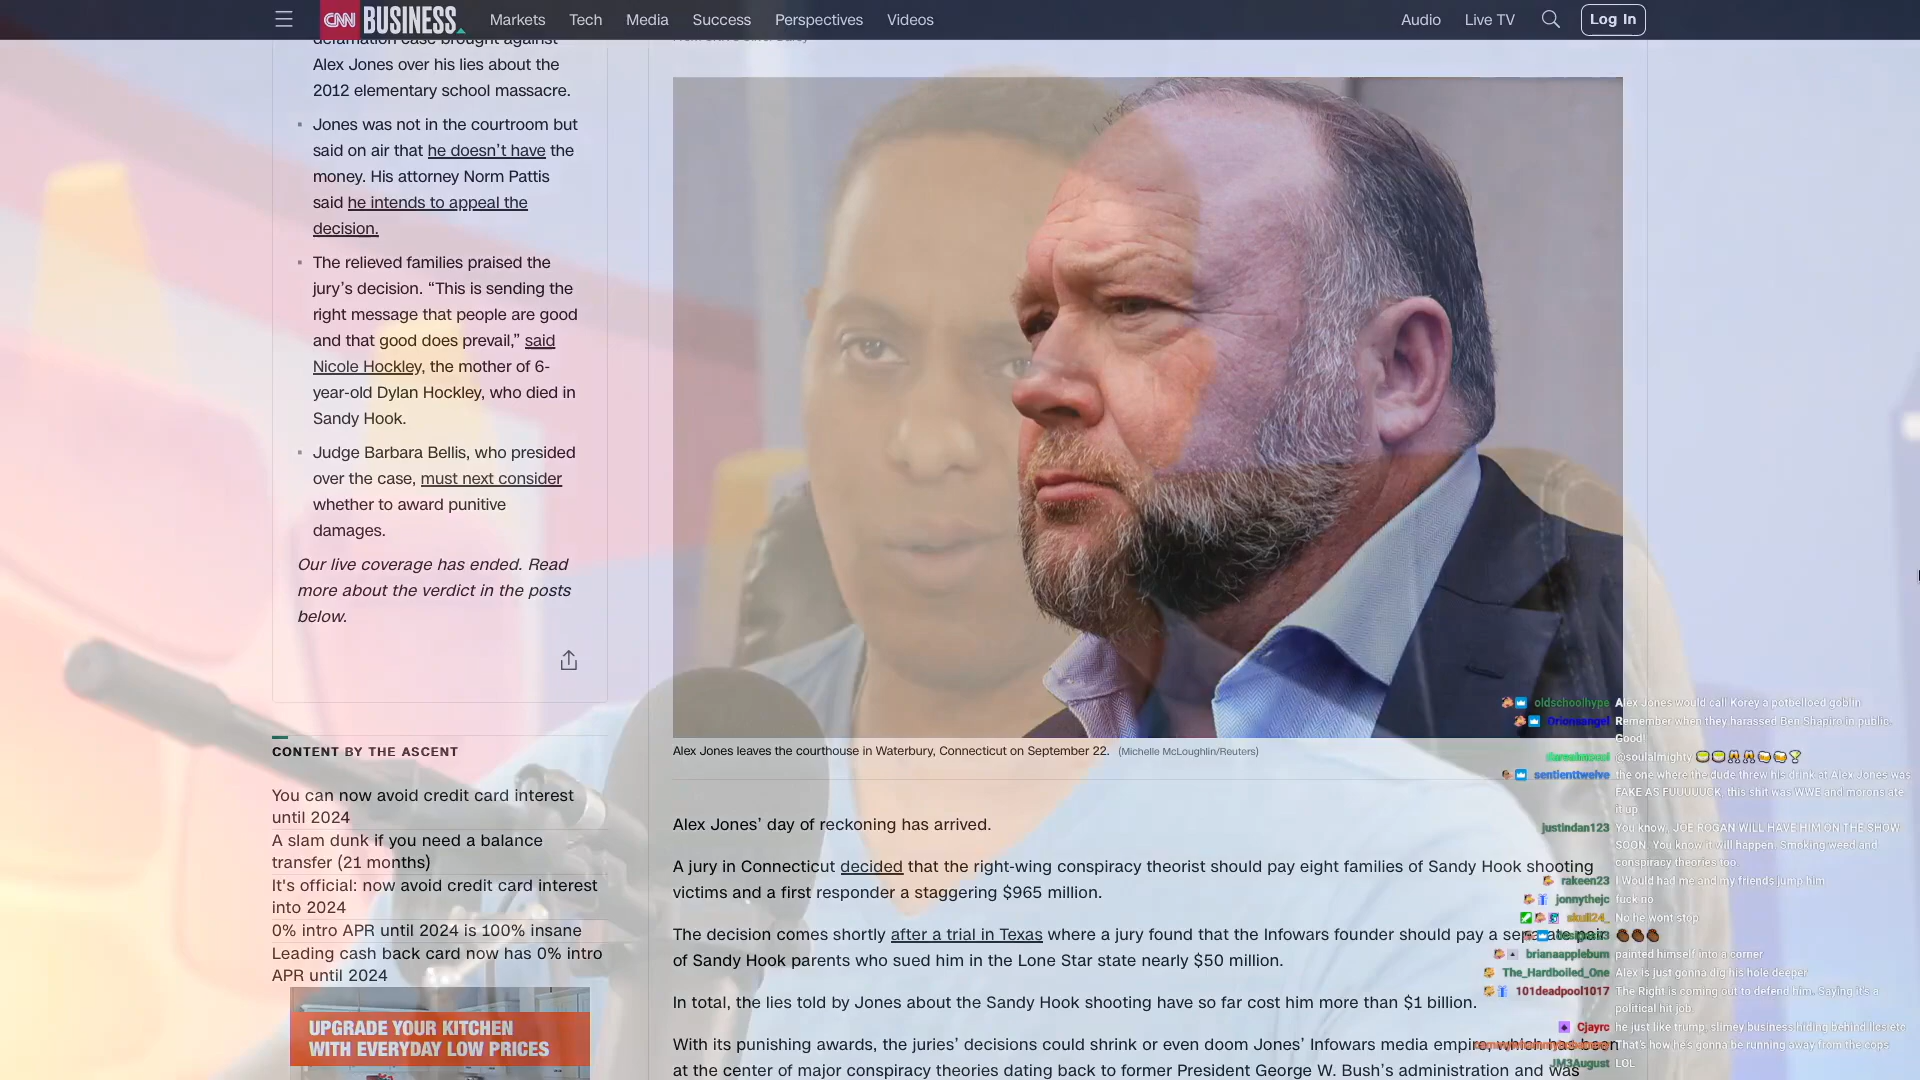 CNN BUSINESS
Markets
Tech
Media
Success
Perspectives
Videos
Audio
Live TV
Log In
defamation case brought against
Alex Jones over his lies about the
2012 elementary school massacre.
Jones was not in the courtroom but
said on air that he doesn't have the
money. His attorney Norm Pattis
said he intends to appeal the
decision.
The relieved families praised the
jury's decision. “This is sending the
right message that people are good
and that good does prevail,” said
Nicole Hockley, the mother of 6-
year-old Dylan Hockley, who died in
Sandy Hook.
Judge Barbara Bellis, who presided
over the case, must next consider
whether to award punitive
damages.
Our live coverage has ended. Read
more about the verdict in the posts
below.
CONTENT BY THE ASCENT
You can now avoid credit card interest
until 2024
A slam dunk if you need a balance
transfer (21 months)
It's official: now avoid credit card interest
into 2024
0% intro APR until 2024 is 100% insane
Leading cash back card now has 0% intro
APR until 2024
UPGRADE YOUR KITCHEN
WITH EVERYDAY LOW PRICES
Alex Jones leaves the courthouse in Waterbury, Connecticut on September 22. (Michelle McLoughlin/Reuters)
Alex Jones' day of reckoning has arrived.
A jury in Connecticut decided that the right-wing conspiracy theorist should pay eight families of Sandy Hook shooting
victims and a first responder a staggering $965 million.
The decision comes shortly after a trial in Texas where a jury found that the Infowars founder should pay a separate pair
of Sandy Hook parents who sued him in the Lone Star state nearly $50 million.
In total, the lies told by Jones about the Sandy Hook shooting have so far cost him more than $1 billion.
With its punishing awards, the juries' decisions could shrink or even doom Jones' Infowars media empire, which has been
at the center of major conspiracy theories dating back to former President George W. Bush's administration and was
oldschoolhype Alex Jones would call Korey a potbelloed goblin
Orionsangel Remember when they harassed Ben Shapiro in public.
Good!
@soulalmightv
sentienttwelve the one where the dude threw his drink at Alex Jones was
FAKE AS FUUUUUCK, this shit was WWE and morons ate
it up
justindan123 You know, JOE ROGAN WILL HAVE HIM ON THE SHOW
SOON. You know it will happen. Smoking weed and
conspiracy theories too.
rakeen23 I Would had me and my friends jump him
jonnythejc fuck no
skull24_ No he wont stop
brianaapplebum painted himself into a corner
The_Hardboiled_One Alex is just gonna dig his hole deeper
101deadpool1017 The Right is coming out to defend him. Saying it's a
political hit job.
Cjayrc he just like trump, slimey business hiding behind llcs etc
That's how he's gonna be running away from the cops
JM3August LOL